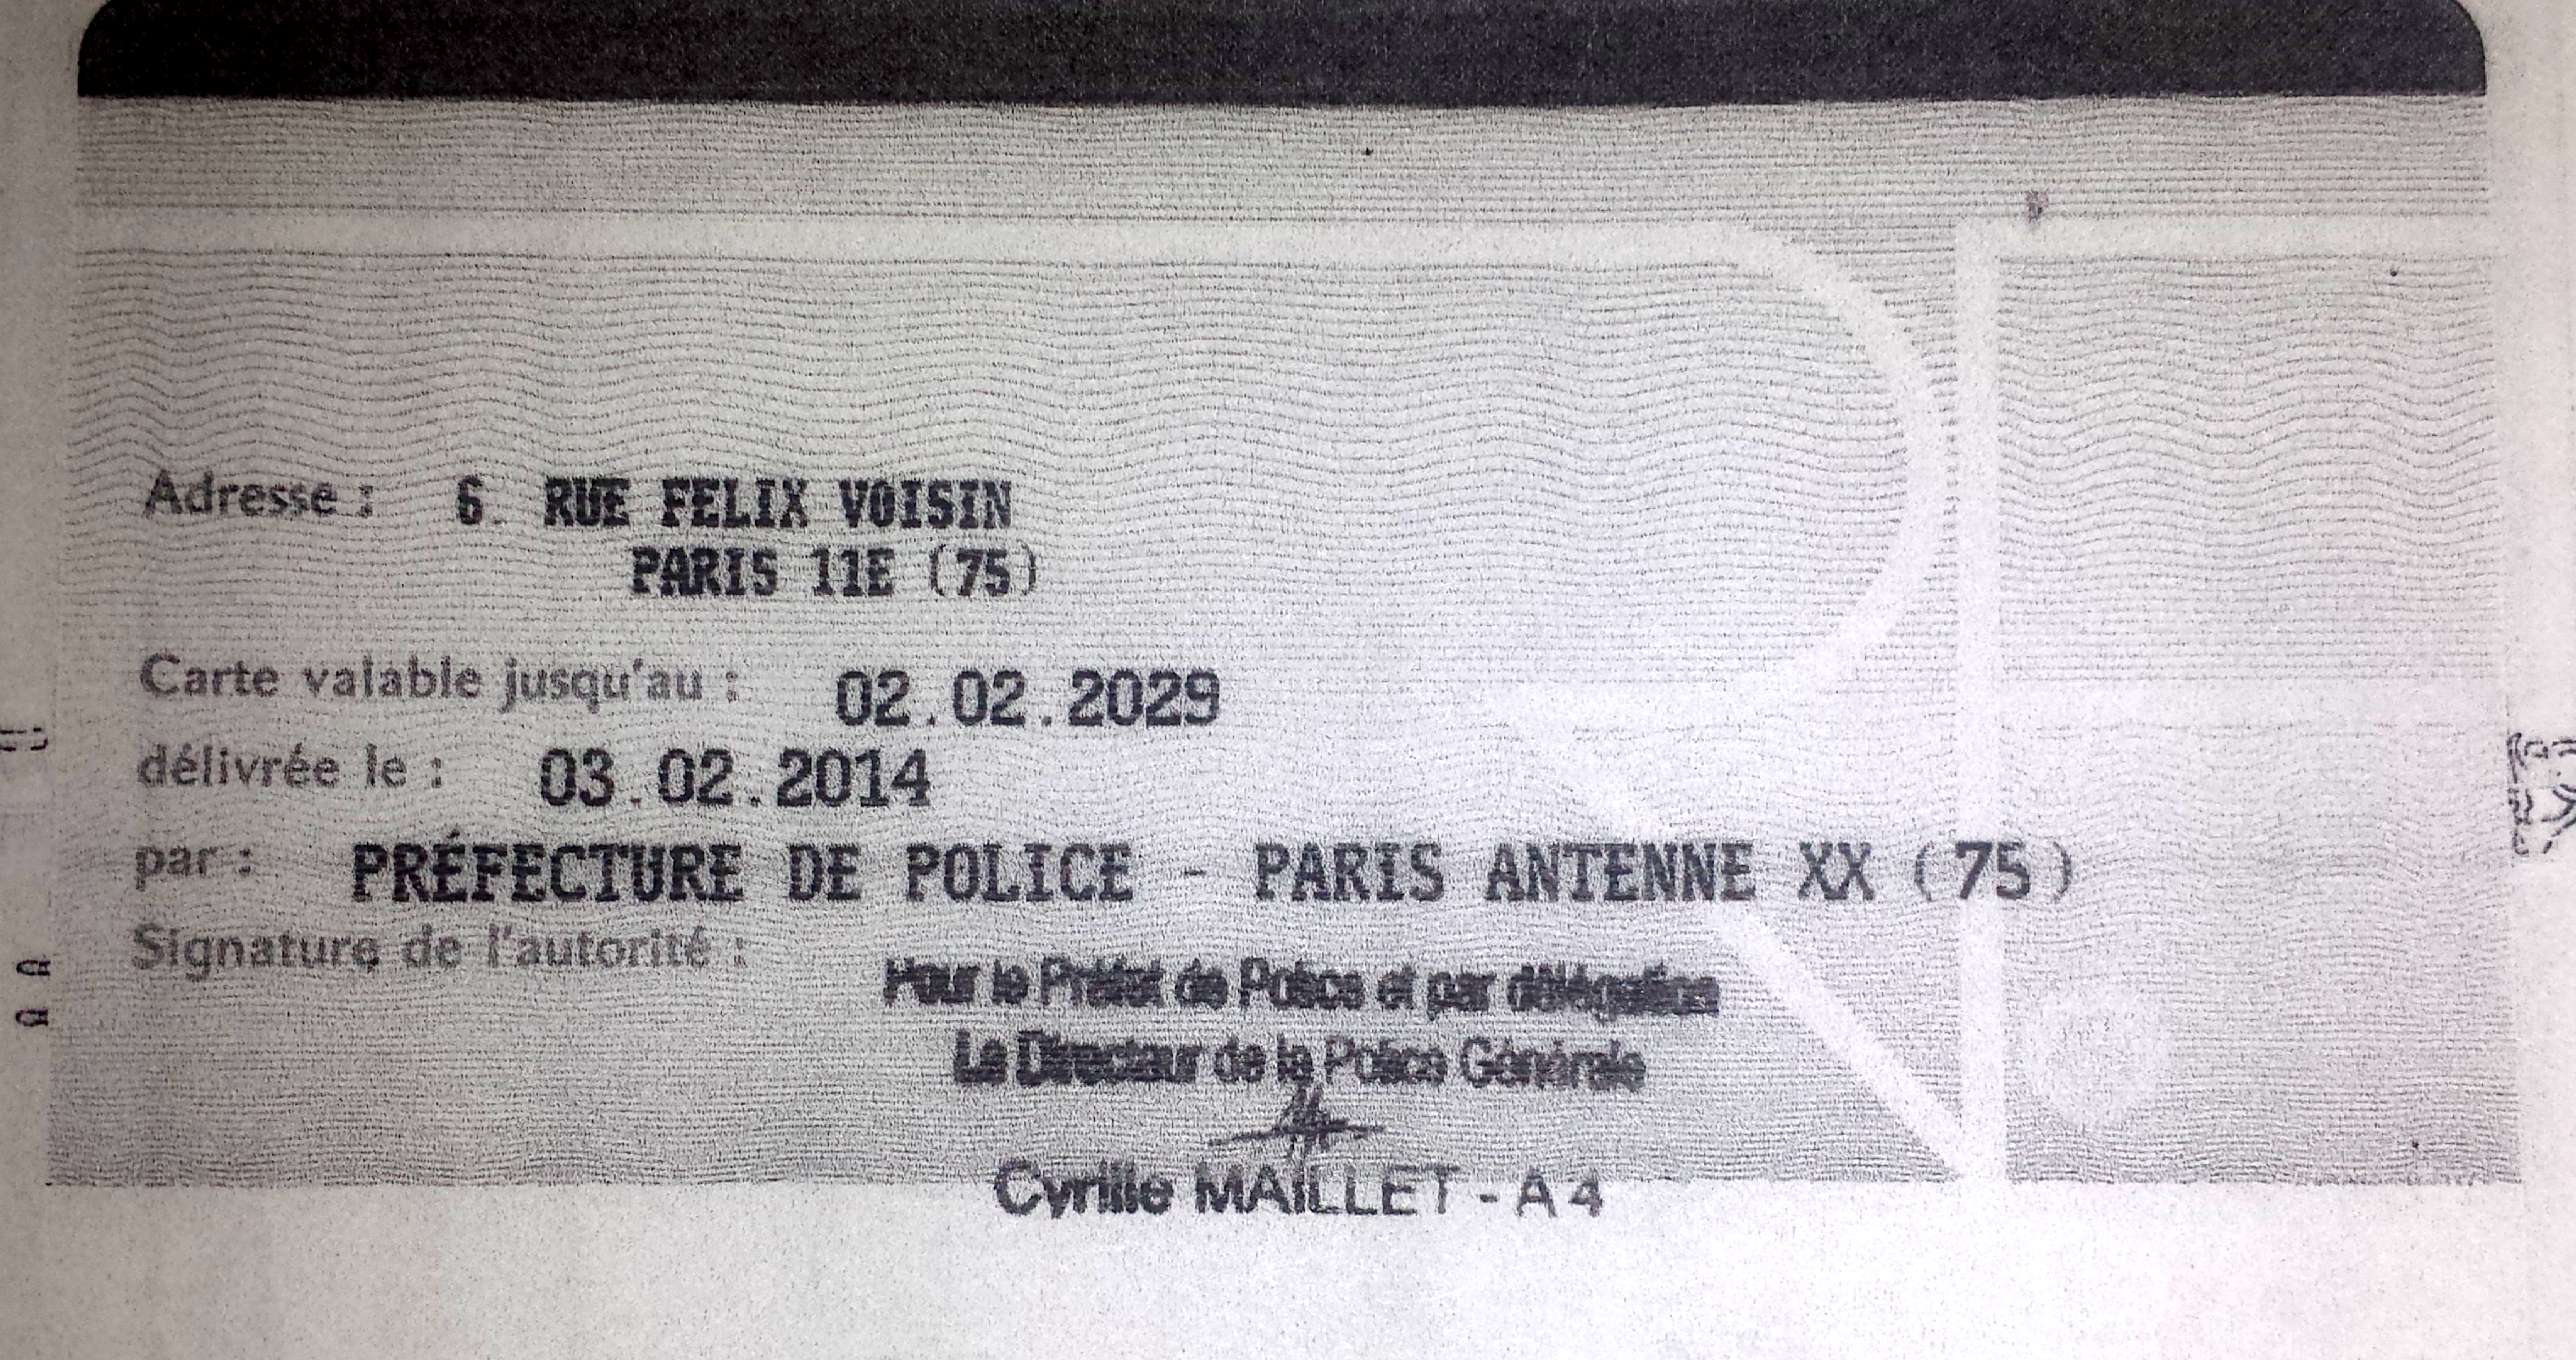 Adresse : 6. RUE FELIX VOISIN
PARIS 11E (75)
Carte valable jusqu'au : 02.02.2029
délivrée le : 03.02.2014
par : PRÉFECTURE DE POLICE - PARIS ANTENNE XX (75)
Signature de l'autorité :
Pour le Préfet de Police et par délégation
Le Directeur de la Police Générale
Cyrille MAILLET - A4